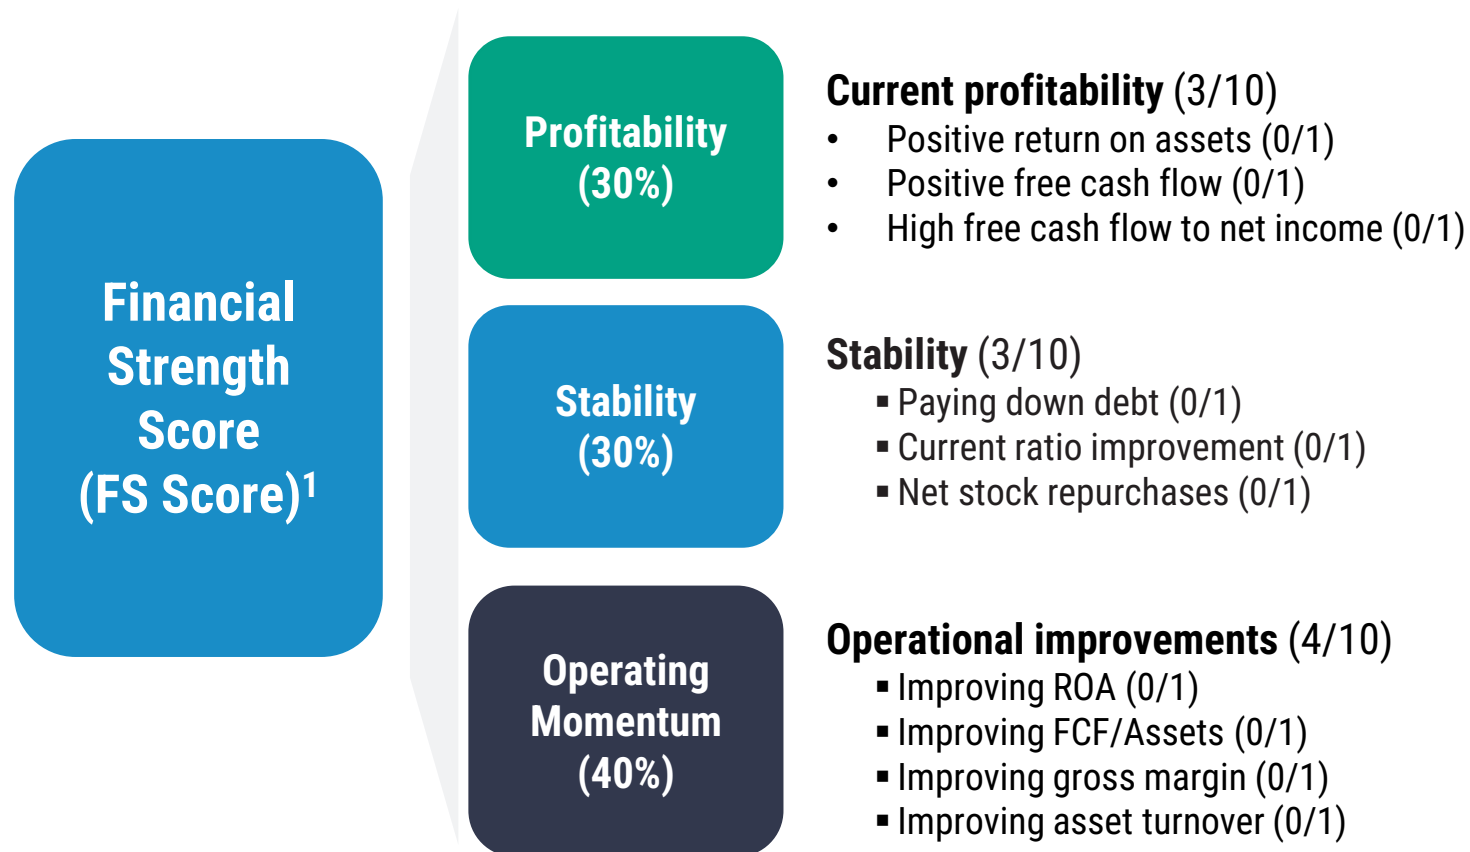 Financial
Strength
Score
(FS Score)¹
Profitability
(30%)
Current profitability (3/10)
• Positive return on assets (0/1)
• Positive free cash flow (0/1)
• High free cash flow to net income (0/1)
Stability
(30%)
Stability (3/10)
▪ Paying down debt (0/1)
▪ Current ratio improvement (0/1)
▪ Net stock repurchases (0/1)
Operating
Momentum
(40%)
Operational improvements (4/10)
▪ Improving ROA (0/1)
▪ Improving FCF/Assets (0/1)
▪ Improving gross margin (0/1)
▪ Improving asset turnover (0/1)